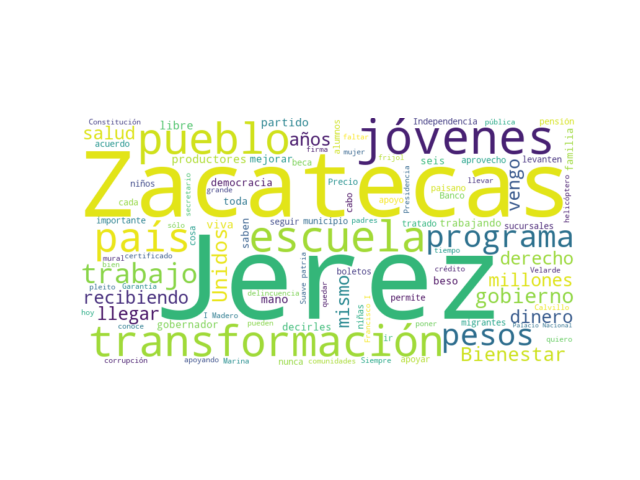 Constitución libre partido Independencia pública pensión
salud pueblo años jóvenes familia
acuerdo alumnos faltar firma mujer frijol
productores mejorar beca seis aprovecho levanten
Zacatecas
niños secretario grande democracia Precio cabo apoyo Presidencia paisano Banco llevar vengo helicóptero
cada toda
importante sólo cosa viva seguir municipio padres tratado trabajando sucursales
país Unidos saben escuela programa
mural certificado Suave patria boletos mismo tiempo crédito Velarde derecho
bien trabajo Jerez
pleito Garantía delincuencia quedar permite beso millones
recibiendo mano niñas gobierno
hoy llegar I Madero Francisco I migrantes Calvillo dinero
conoce gobernador pueden decirles ir poner Palacio Nacional
transformación pesos quiero
corrupción apoyando Marina nunca comunidades Siempre apoyar Bienestar